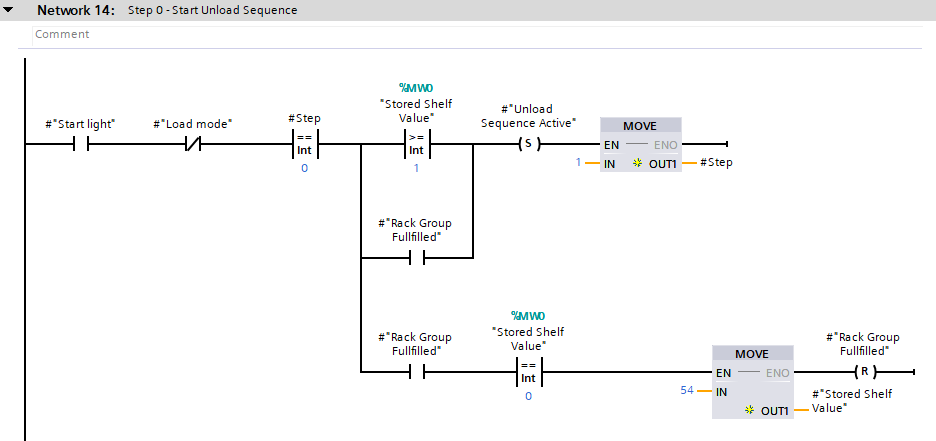 Network 14: Step 0 - Start Unload Sequence
Comment
%MW0
"Stored Shelf
Value"
#"Start light"
#"Load mode"
#Step
#"Unload
Sequence Active"
==
Int
0
>=
Int
1
S
MOVE
EN
ENO
1
IN
OUT1
#Step
#"Rack Group
Fullfilled"
%MW0
"Stored Shelf
Value"
#"Rack Group
Fullfilled"
==
Int
0
MOVE
EN
ENO
54
IN
OUT1
#"Rack Group
Fullfilled"
R
#"Stored Shelf
Value"